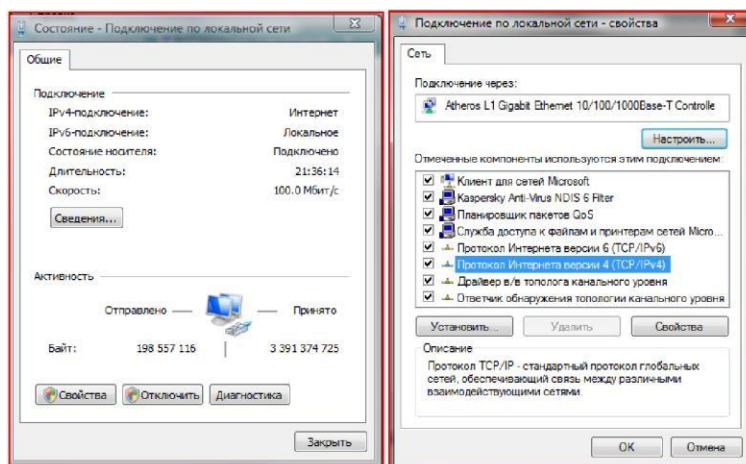 Состояние - Подключение по локальной сети
Общие
Подключение
IPv4-подключение: Интернет
IPv6-подключение: Локальное
Состояние носителя: Подключено
Длительность: 21:36:14
Скорость: 100.0 Мбит/с
Сведения...
Активность
Отправлено — — Принято
Байт: 198 557 116 | 3 391 374 725
Свойства Отключить Диагностика
Закрыть
Подключение по локальной сети - свойства
Сеть
Подключение через:
Atheros L1 Gigabit Ethernet 10/100/1000Base-T Controlle
Настроить...
Отмеченные компоненты используются этим подключением:
Клиент для сетей Microsoft
Kaspersky Anti-Virus NDIS 6 Filter
Планировщик пакетов QoS
Служба доступа к файлам и принтерам сетей Micro...
Протокол Интернета версии 6 (TCP/IPv6)
Протокол Интернета версии 4 (TCP/IPv4)
Драйвер в/в тополога канального уровня
Ответчик обнаружения топологии канального уровня
Установить... Удалить Свойства
Описание
Протокол TCP/IP - стандартный протокол глобальных
сетей, обеспечивающий связь между различными
взаимодействующими сетями.
OK Отмена